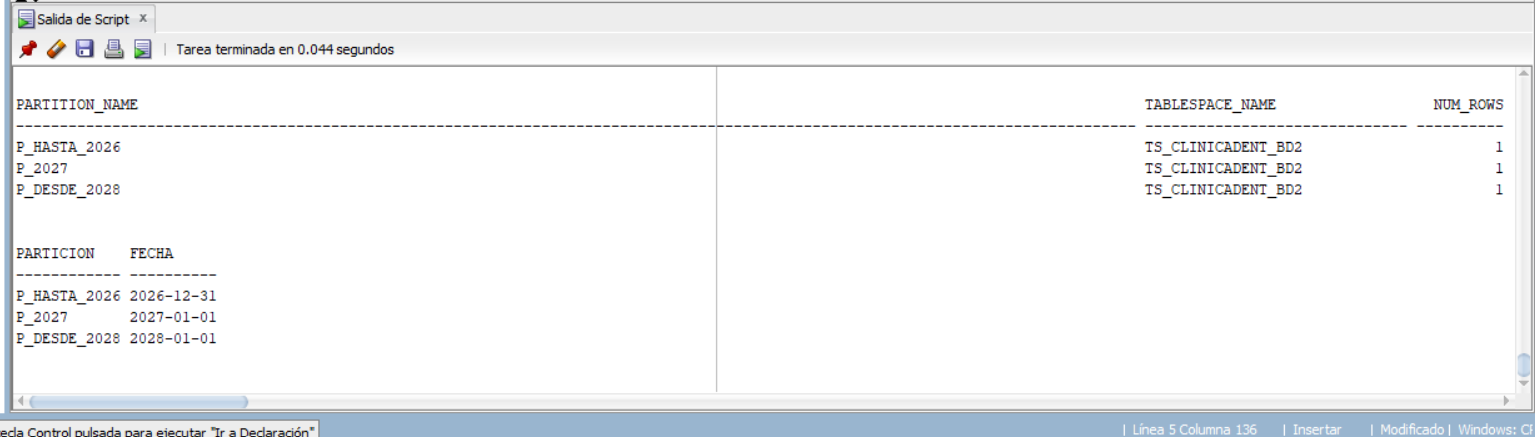 Salida de Script x
Tarea terminada en 0.044 segundos
PARTITION_NAME TABLESPACE_NAME NUM_ROWS
P_HASTA_2026 TS_CLINICADENT_BD2 1
P_2027 TS_CLINICADENT_BD2 1
P_DESDE_2028 TS_CLINICADENT_BD2 1
PARTICION FECHA
P_HASTA_2026 2026-12-31
P_2027 2027-01-01
P_DESDE_2028 2028-01-01
tecla Control pulsada para ejecutar "Ir a Declaración" | Línea 5 Columna 136 | Insertar | Modificado | Windows: